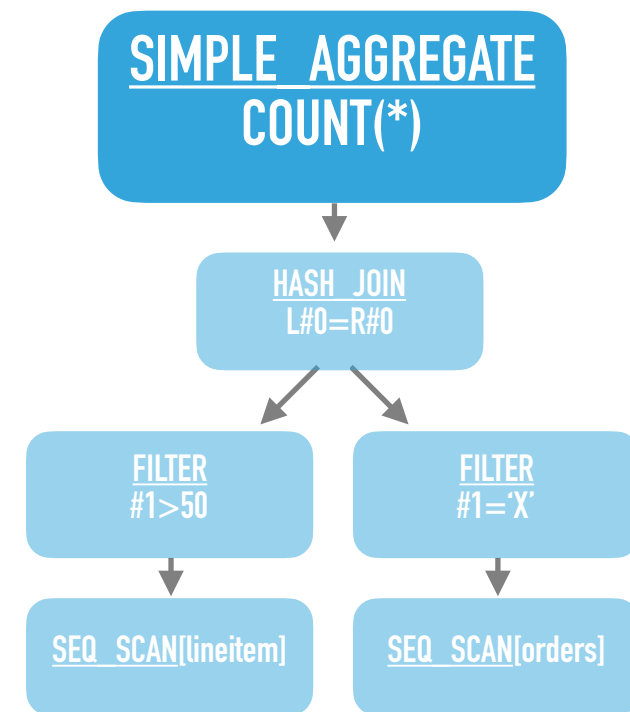 SIMPLE_AGGREGATE
COUNT(*)
HASH_JOIN
L#0=R#0
FILTER
#1>50
FILTER
#1=‘X’
SEQ_SCAN[lineitem]
SEQ_SCAN[orders]